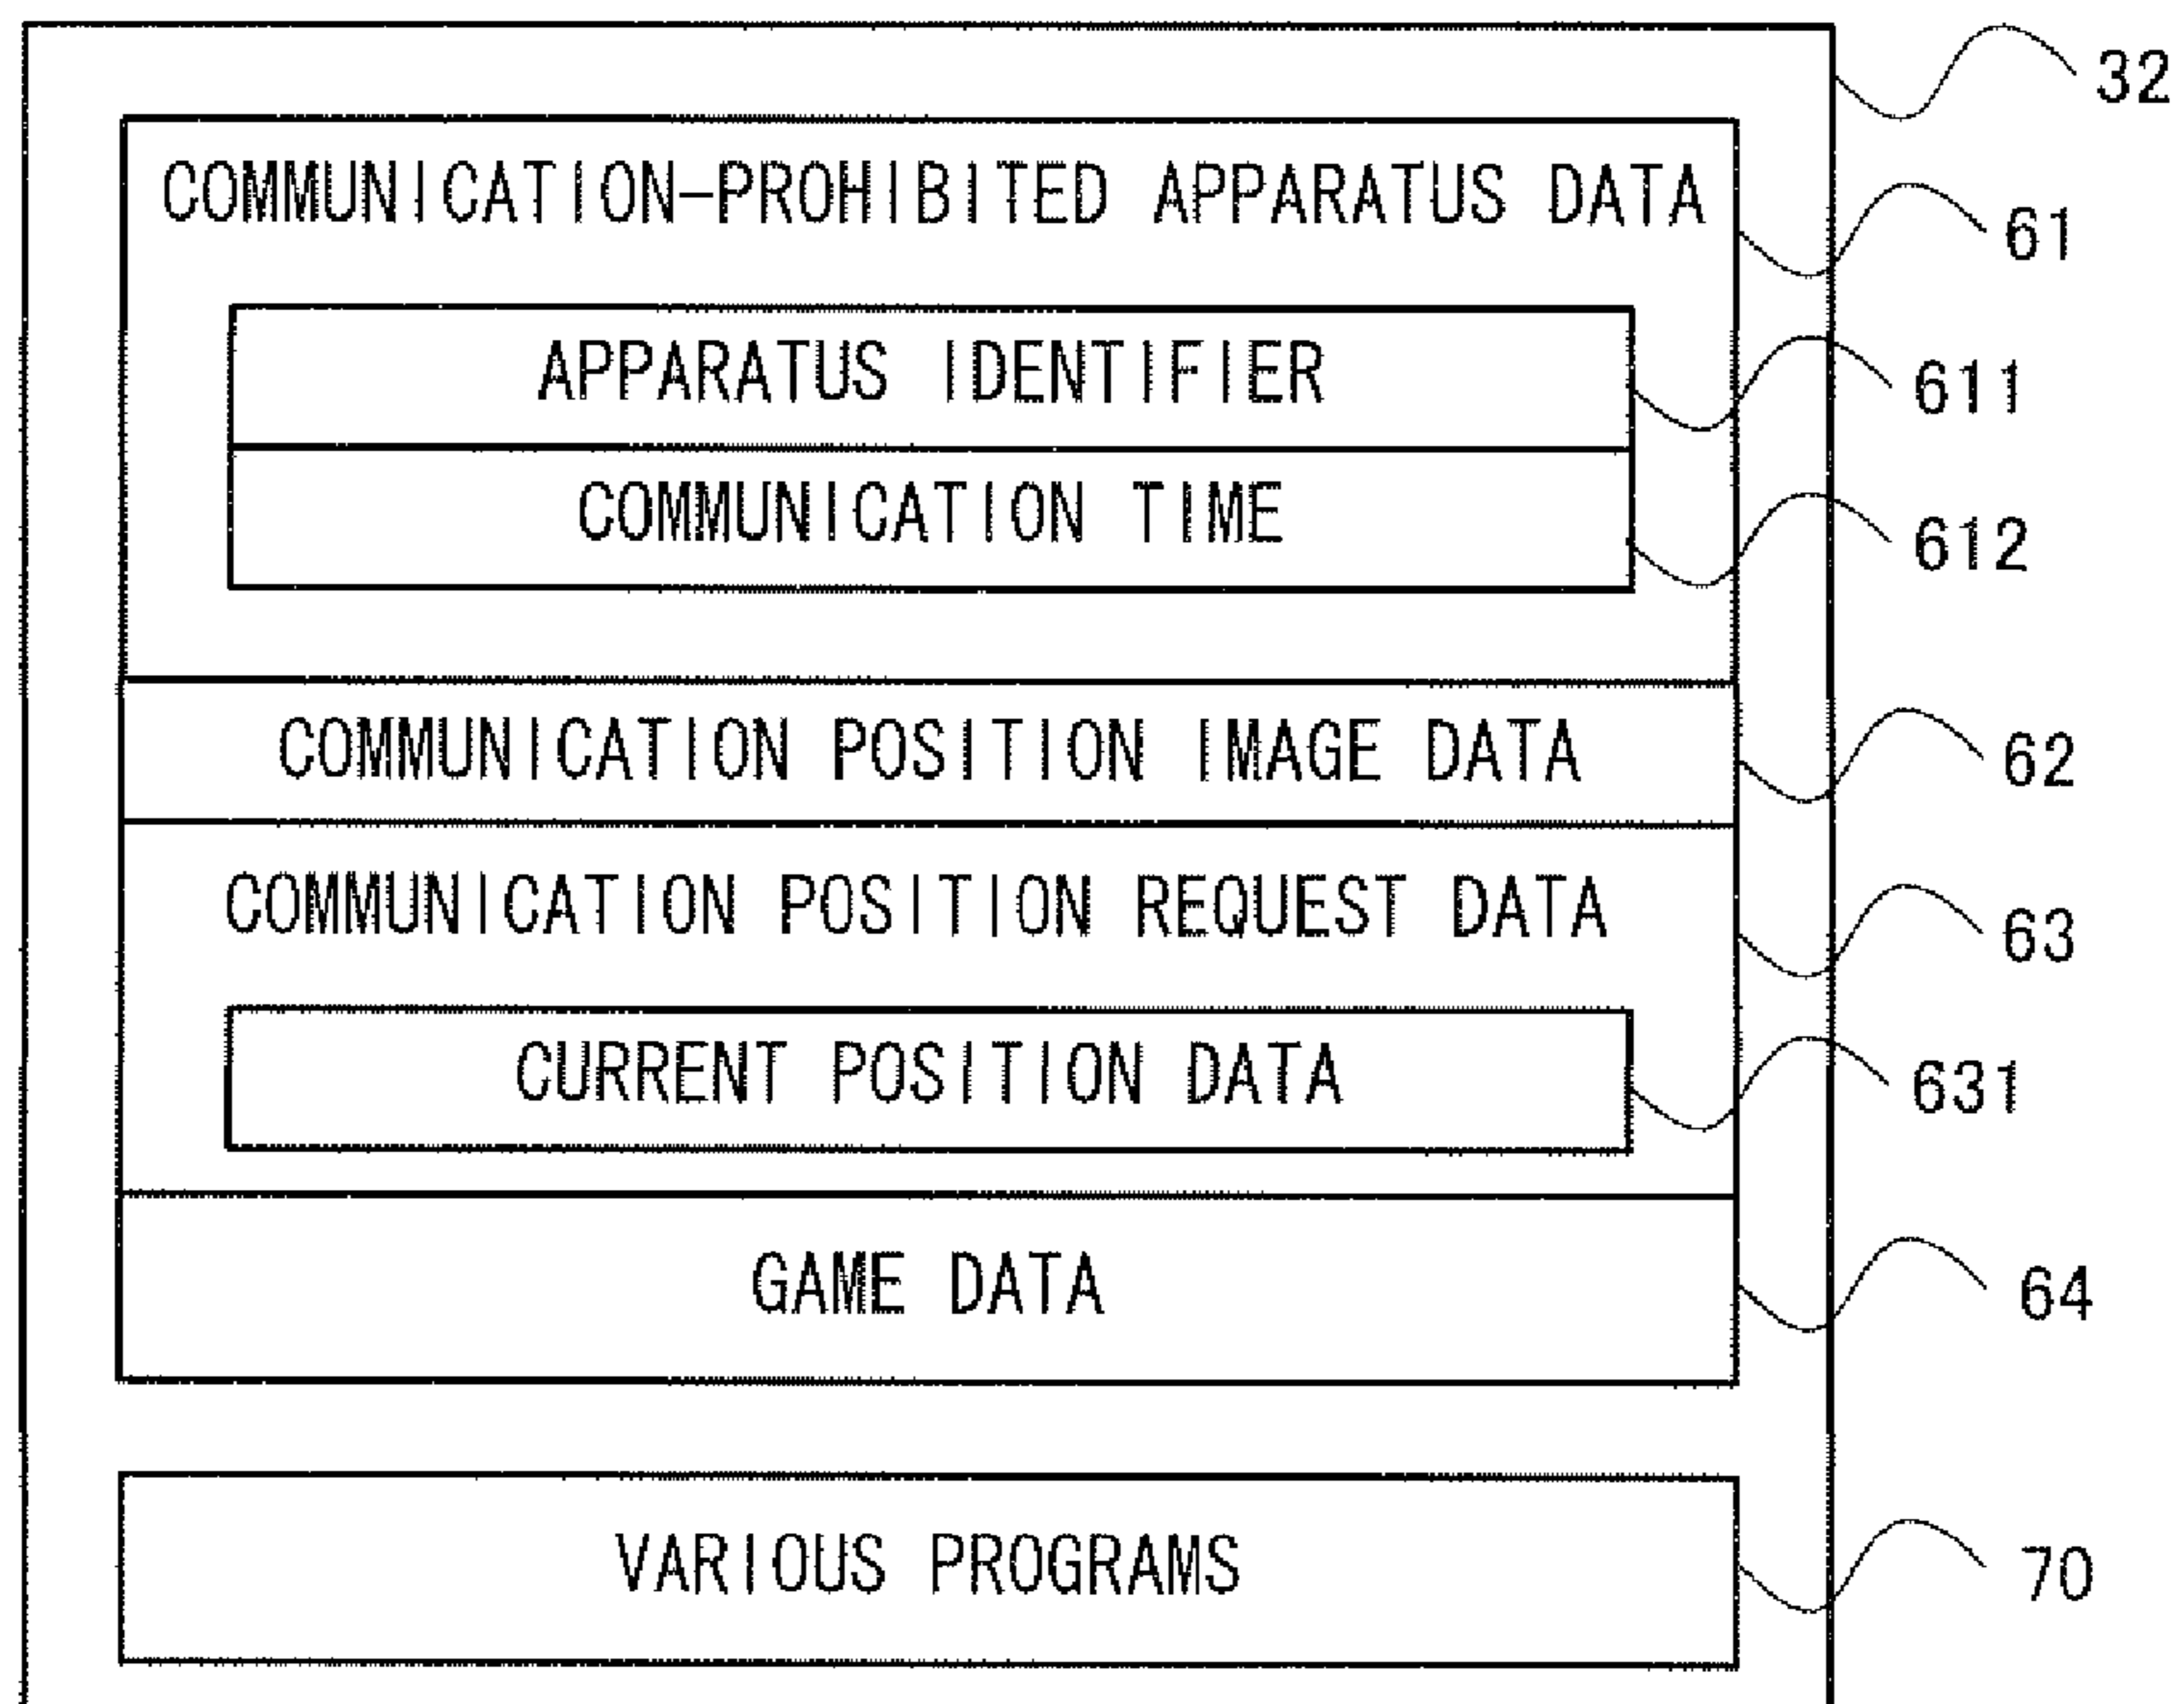 32
COMMUNICATION-PROHIBITED APPARATUS DATA
61
APPARATUS IDENTIFIER
611
COMMUNICATION TIME
612
COMMUNICATION POSITION IMAGE DATA
62
COMMUNICATION POSITION REQUEST DATA
63
CURRENT POSITION DATA
631
GAME DATA
64
VARIOUS PROGRAMS
70